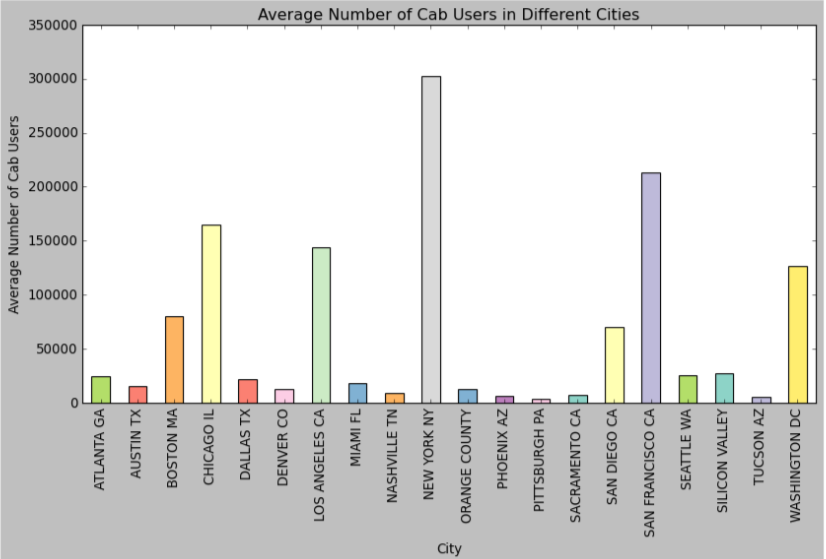 Average Number of Cab Users in Different Cities
350000
300000
250000
200000
150000
100000
50000
0
Average Number of Cab Users
ATLANTA GA
AUSTIN TX
BOSTON MA
CHICAGO IL
DALLAS TX
DENVER CO
LOS ANGELES CA
MIAMI FL
NASHVILLE TN
NEW YORK NY
ORANGE COUNTY
PHOENIX AZ
PITTSBURGH PA
SACRAMENTO CA
SAN DIEGO CA
SAN FRANCISCO CA
SEATTLE WA
SILICON VALLEY
TUCSON AZ
WASHINGTON DC
City